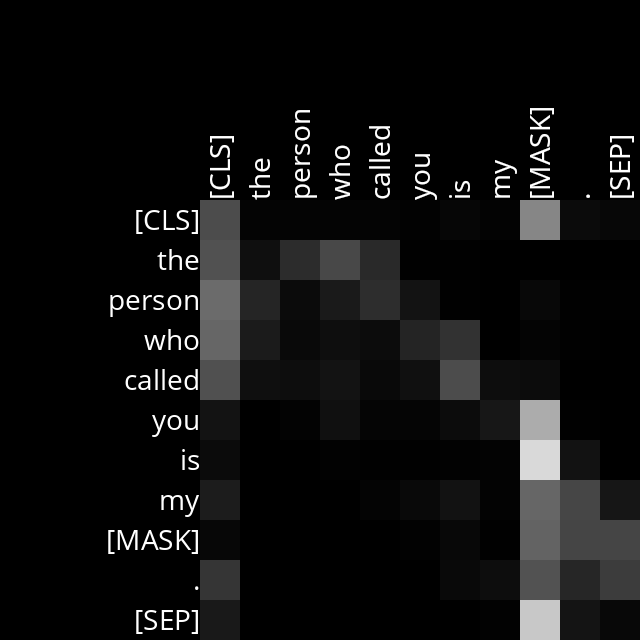 [CLS] the person who called you is my [MASK] . [SEP]
[CLS]
the
person
who
called
you
is
my
[MASK]
.
[SEP]